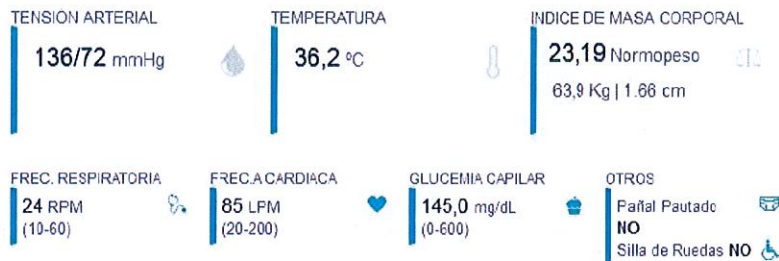 TENSIÓN ARTERIAL
136/72 mmHg
TEMPERATURA
36,2 ºC
INDICE DE MASA CORPORAL
23,19 Normopeso
63,9 Kg | 1.66 cm
FREC. RESPIRATORIA
24 RPM
(10-60)
FREC.A CARDIACA
85 LPM
(20-200)
GLUCEMIA CAPILAR
145,0 mg/dL
(0-600)
OTROS
Pañal Pautado
NO
Silla de Ruedas NO